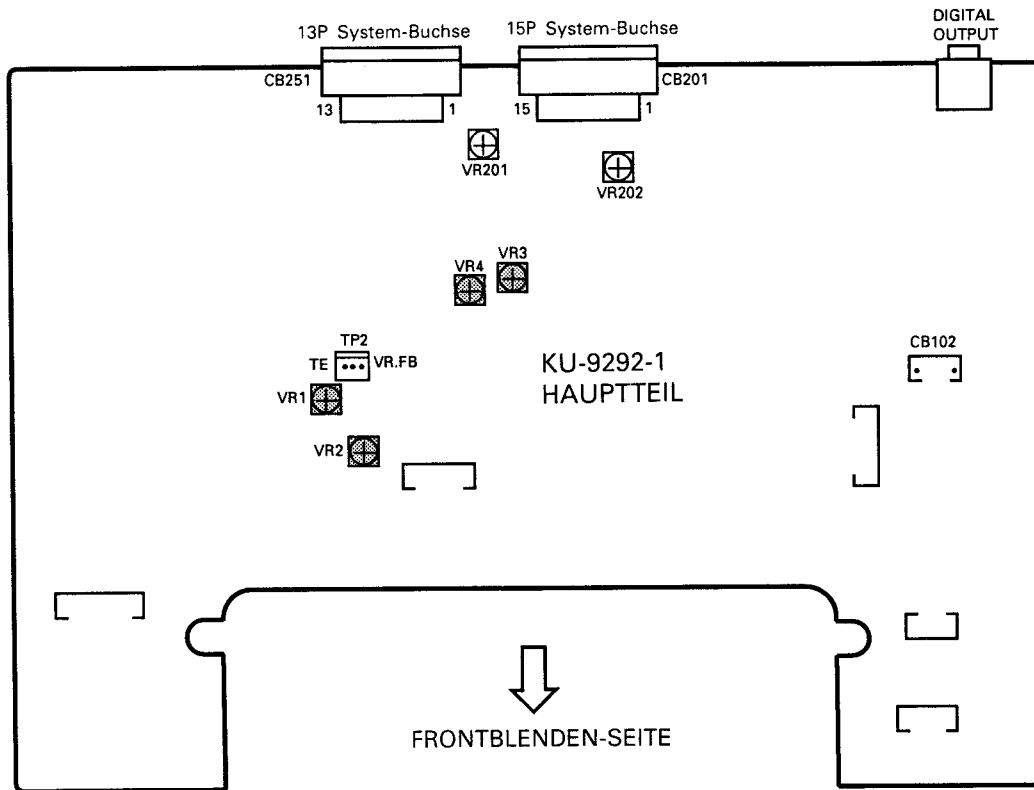 DIGITAL
OUTPUT
13P System-Buchse
15P System-Buchse
CB251
CB201
13
1
15
1
VR201
VR202
VR3
VR4
TP2
TE
VR.FB
KU-9292-1
HAUPTTEIL
CB102
VR1
VR2
FRONTBLENDEN-SEITE